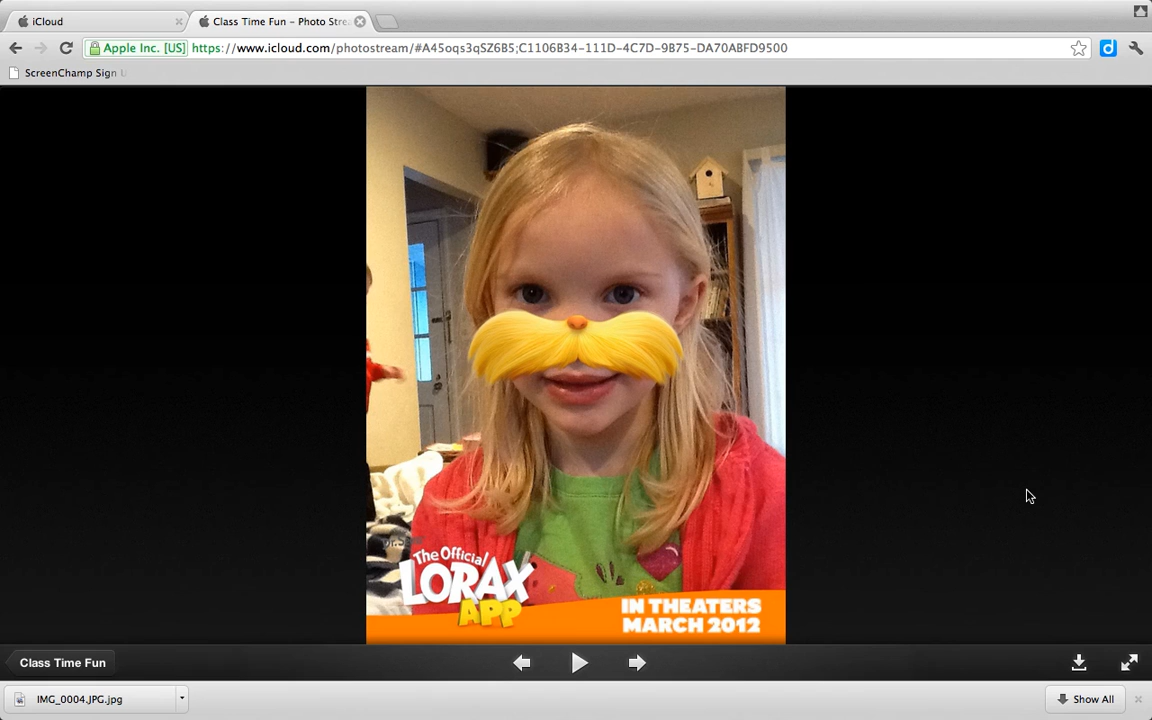 iCloud
Class Time Fun – Photo Strea
Apple Inc. [US] https://www.icloud.com/photostream/#A45oqs3qSZ6B5;C1106B34-111D-4C7D-9B75-DA70ABFD9500
ScreenChamp Sign U
The Official
LORAX
APP
IN THEATERS
MARCH 2012
Class Time Fun
IMG_0004.JPG.jpg
Show All